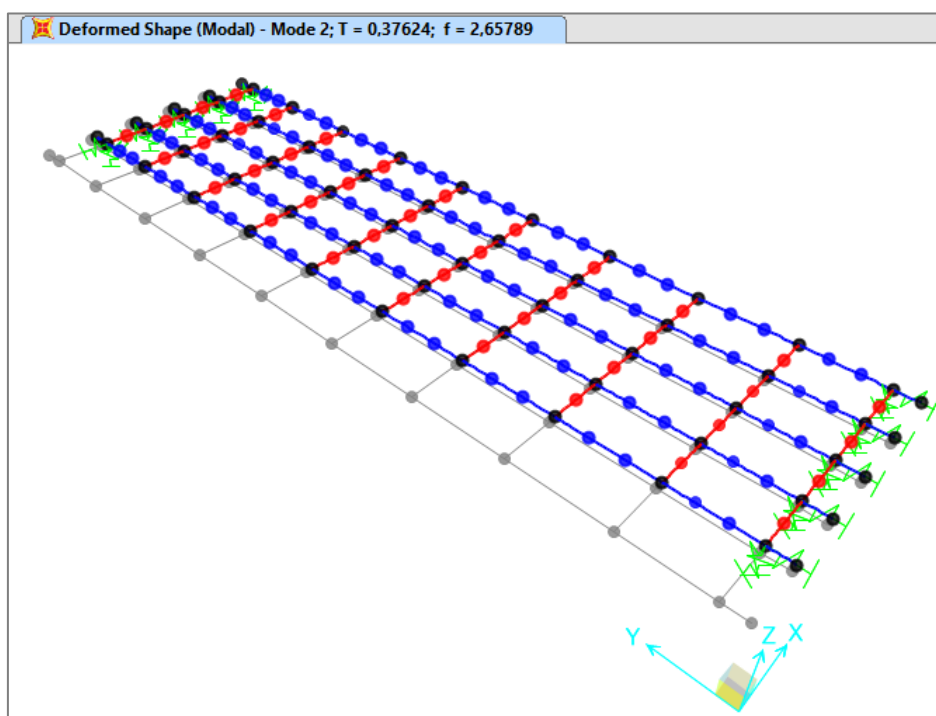 Deformed Shape (Modal) - Mode 2; T = 0,37624; f = 2,65789
Y
Z
X